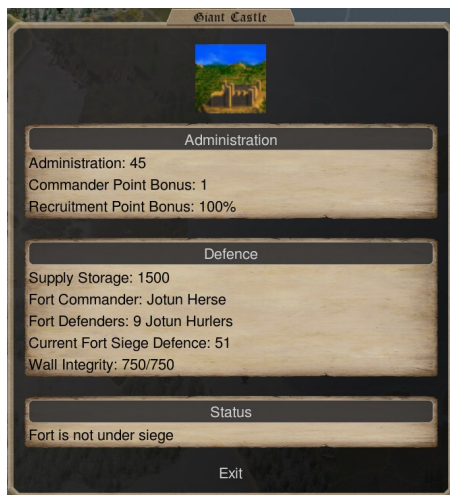 Giant Castle
Administration
Administration: 45
Commander Point Bonus: 1
Recruitment Point Bonus: 100%
Defence
Supply Storage: 1500
Fort Commander: Jotun Herse
Fort Defenders: 9 Jotun Hurlers
Current Fort Siege Defence: 51
Wall Integrity: 750/750
Status
Fort is not under siege
Exit